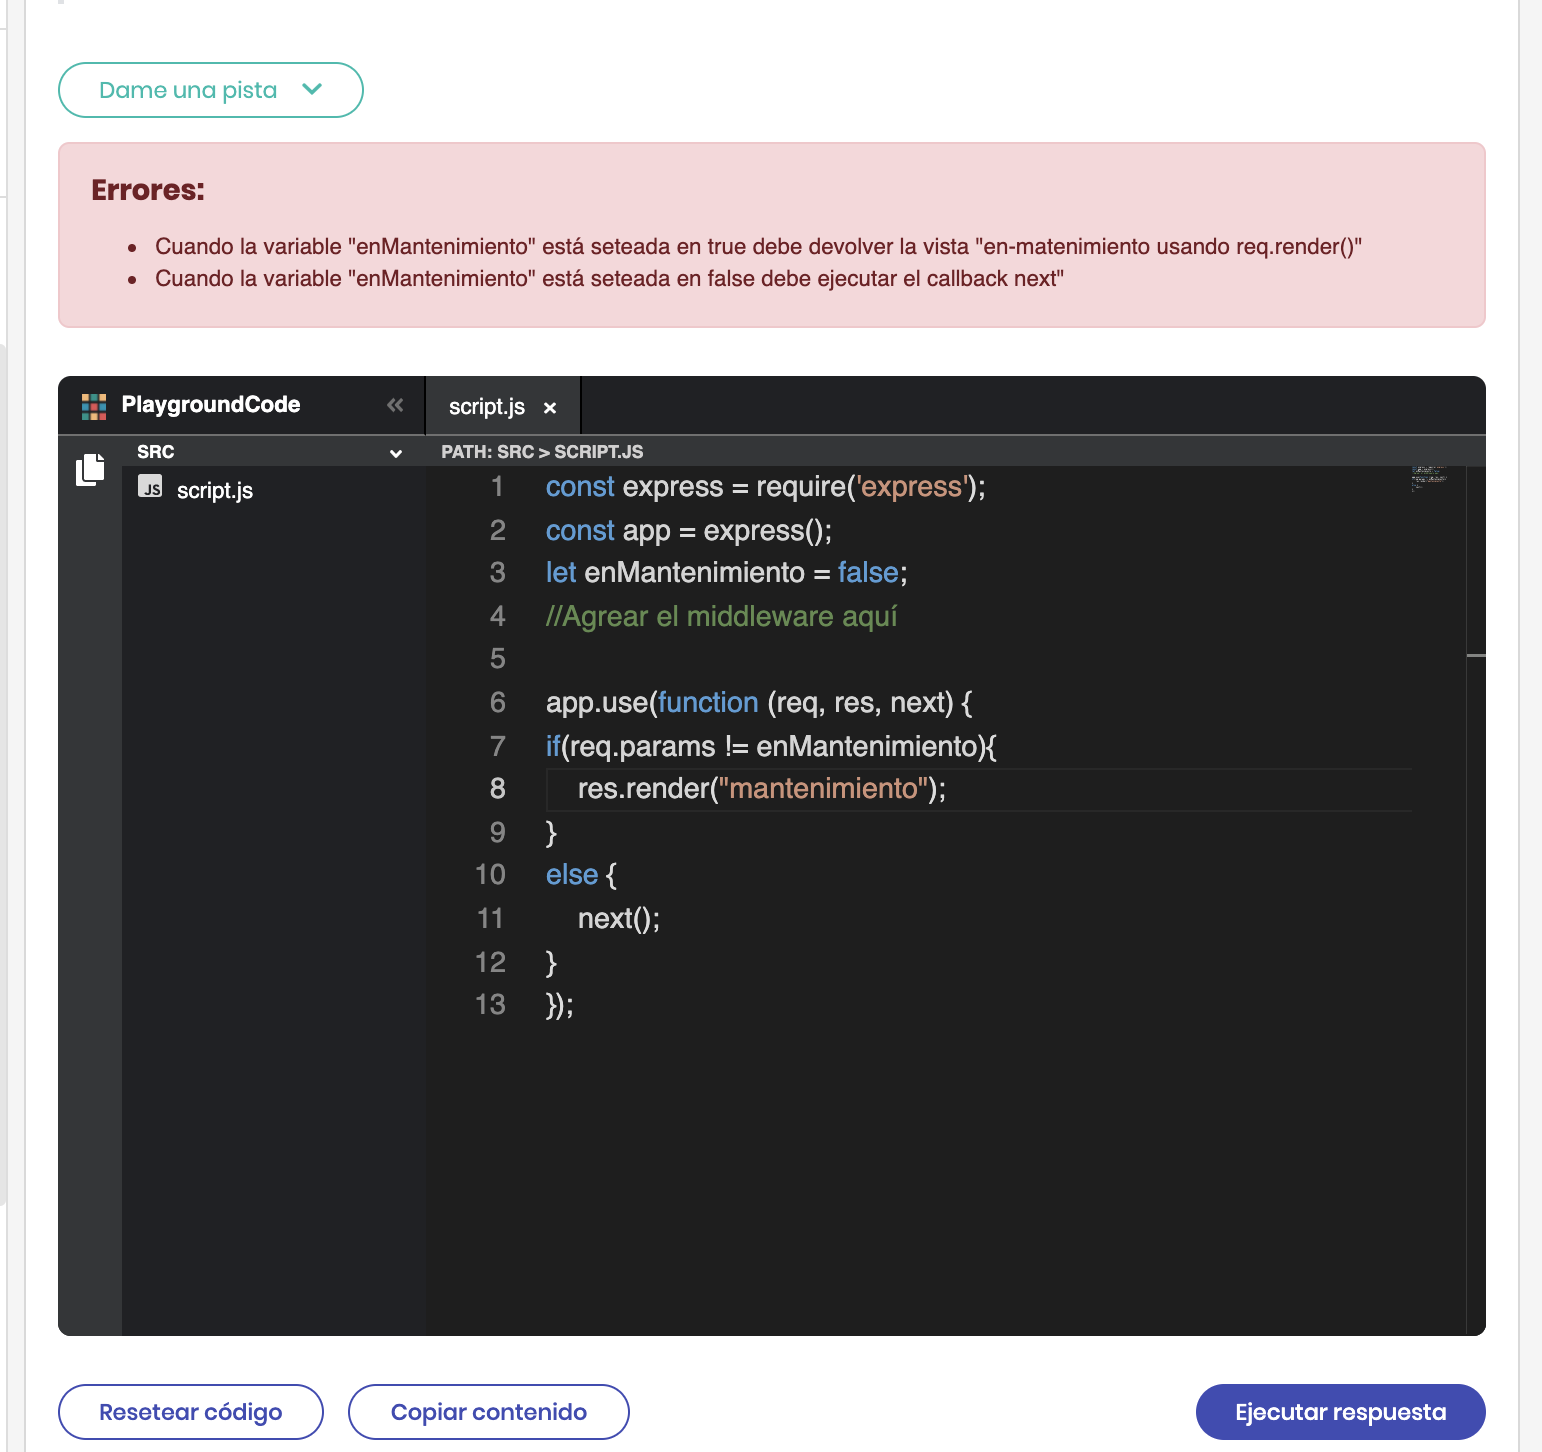 Dame una pista
Errores:
Cuando la variable "enMantenimiento" está seteada en true debe devolver la vista "en-matenimiento usando req.render()"
Cuando la variable "enMantenimiento" está seteada en false debe ejecutar el callback next"
PlaygroundCode
script.js ×
SRC
PATH: SRC > SCRIPT.JS
JS script.js
1 const express = require('express');
2 const app = express();
3 let enMantenimiento = false;
4 //Agrear el middleware aquí
5
6 app.use(function (req, res, next) {
7 if(req.params != enMantenimiento){
8 res.render("mantenimiento");
9 }
10 else {
11 next();
12 }
13 });
Resetear código
Copiar contenido
Ejecutar respuesta